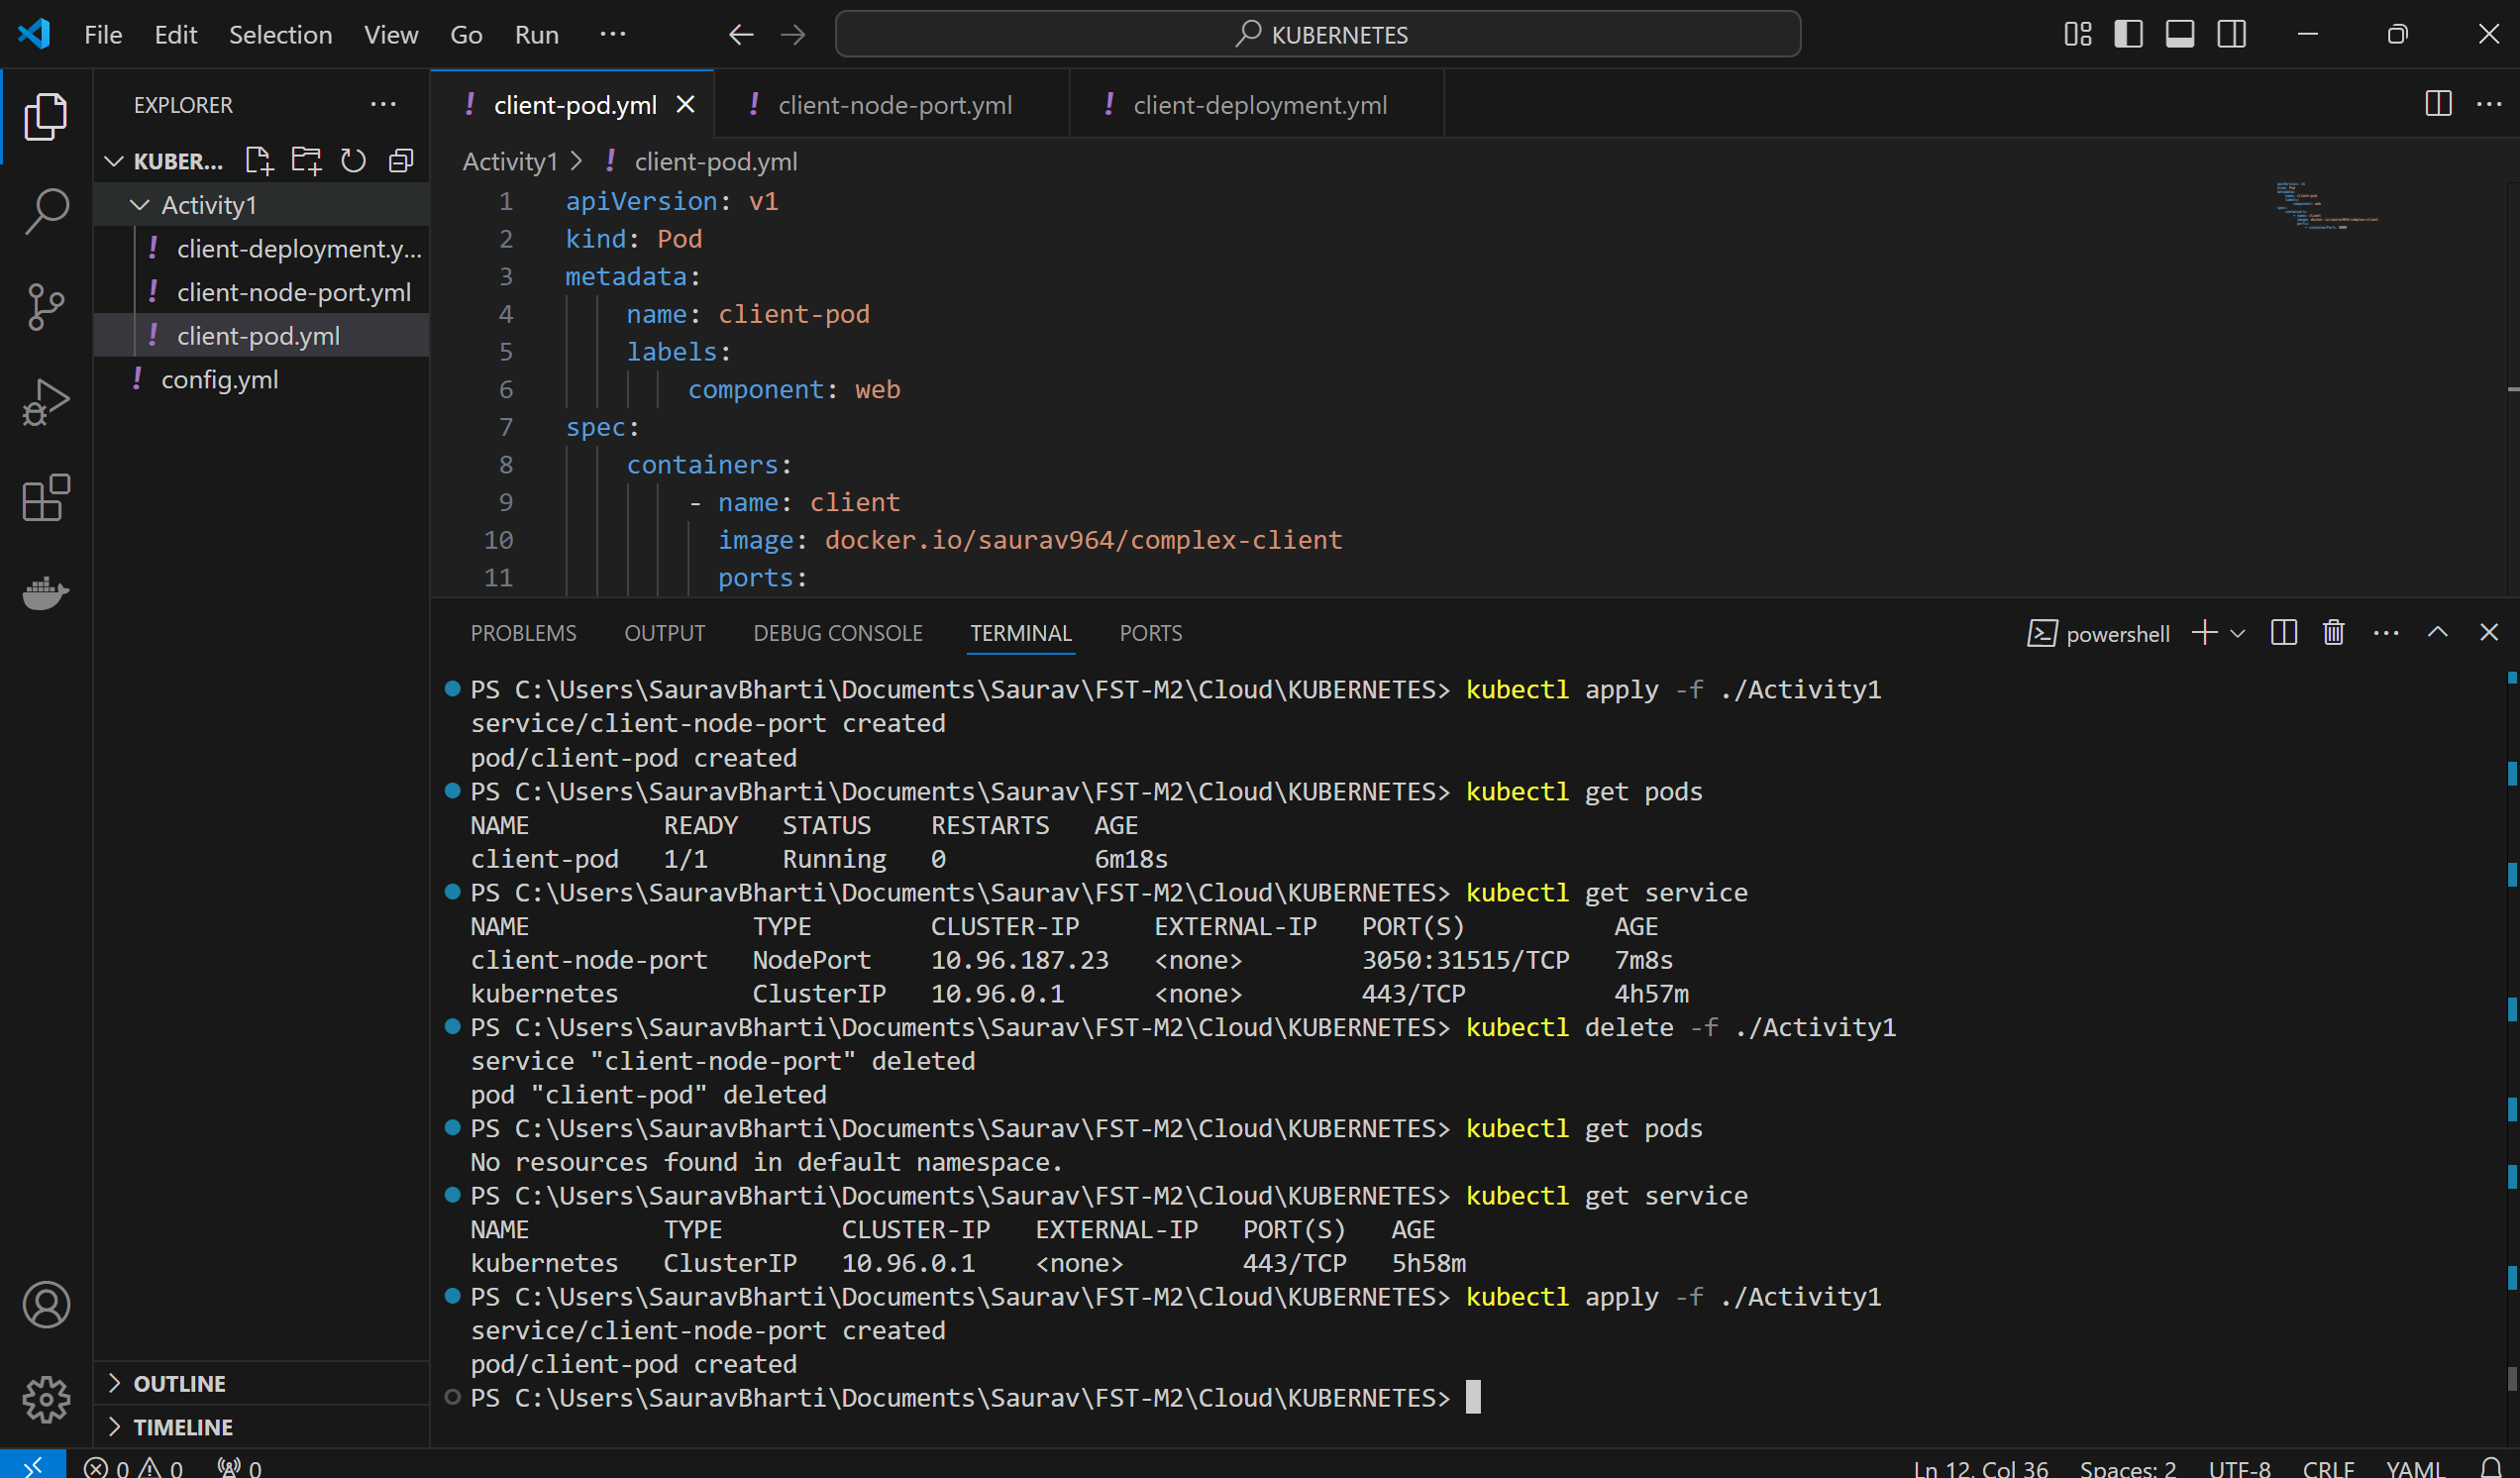 File Edit Selection View Go Run ··· KUBERNETES
EXPLORER
KUBER...
Activity1
client-deployment.y...
client-node-port.yml
client-pod.yml
config.yml
OUTLINE
TIMELINE
client-pod.yml client-node-port.yml client-deployment.yml
Activity1 > client-pod.yml
1 apiVersion: v1
2 kind: Pod
3 metadata:
4 name: client-pod
5 labels:
6 component: web
7 spec:
8 containers:
9 - name: client
10 image: docker.io/saurav964/complex-client
11 ports:
PROBLEMS OUTPUT DEBUG CONSOLE TERMINAL PORTS powershell
PS C:\Users\SauravBharti\Documents\Saurav\FST-M2\Cloud\KUBERNETES> kubectl apply -f ./Activity1
service/client-node-port created
pod/client-pod created
PS C:\Users\SauravBharti\Documents\Saurav\FST-M2\Cloud\KUBERNETES> kubectl get pods
NAME READY STATUS RESTARTS AGE
client-pod 1/1 Running 0 6m18s
PS C:\Users\SauravBharti\Documents\Saurav\FST-M2\Cloud\KUBERNETES> kubectl get service
NAME TYPE CLUSTER-IP EXTERNAL-IP PORT(S) AGE
client-node-port NodePort 10.96.187.23 <none> 3050:31515/TCP 7m8s
kubernetes ClusterIP 10.96.0.1 <none> 443/TCP 4h57m
PS C:\Users\SauravBharti\Documents\Saurav\FST-M2\Cloud\KUBERNETES> kubectl delete -f ./Activity1
service "client-node-port" deleted
pod "client-pod" deleted
PS C:\Users\SauravBharti\Documents\Saurav\FST-M2\Cloud\KUBERNETES> kubectl get pods
No resources found in default namespace.
PS C:\Users\SauravBharti\Documents\Saurav\FST-M2\Cloud\KUBERNETES> kubectl get service
NAME TYPE CLUSTER-IP EXTERNAL-IP PORT(S) AGE
kubernetes ClusterIP 10.96.0.1 <none> 443/TCP 5h58m
PS C:\Users\SauravBharti\Documents\Saurav\FST-M2\Cloud\KUBERNETES> kubectl apply -f ./Activity1
service/client-node-port created
pod/client-pod created
PS C:\Users\SauravBharti\Documents\Saurav\FST-M2\Cloud\KUBERNETES>
0 0 0 Ln 12, Col 36 Spaces: 2 UTF-8 CRLF YAML